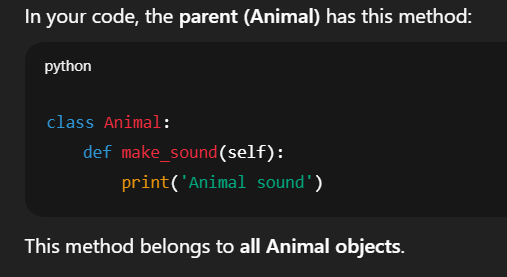 In your code, the parent (Animal) has this method:
python
class Animal:
    def make_sound(self):
        print('Animal sound')
This method belongs to all Animal objects.